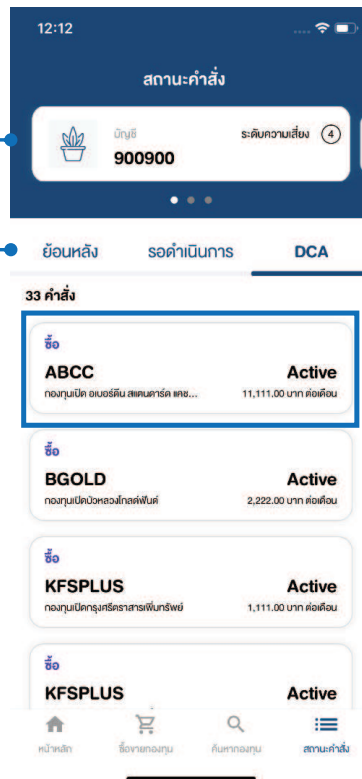 12:12
สถานะคำสั่ง
บัญชี
ระดับความเสี่ยง 4
900900
ย้อนหลัง รอดำเนินการ DCA
33 คำสั่ง
ซื้อ
ABCC Active
กองทุนเปิด อเบอร์ดีน สแตนดาร์ด แคช... 11,111.00 บาท ต่อเดือน
ซื้อ
BGOLD Active
กองทุนเปิดบัวหลวงโกลด์ฟันด์ 2,222.00 บาท ต่อเดือน
ซื้อ
KFSPLUS Active
กองทุนเปิดกรุงศรีตราสารเพิ่มทรัพย์ 1,111.00 บาท ต่อเดือน
ซื้อ
KFSPLUS Active
หน้าหลัก ซื้อขายกองทุน ค้นหากองทุน สถานะคำสั่ง